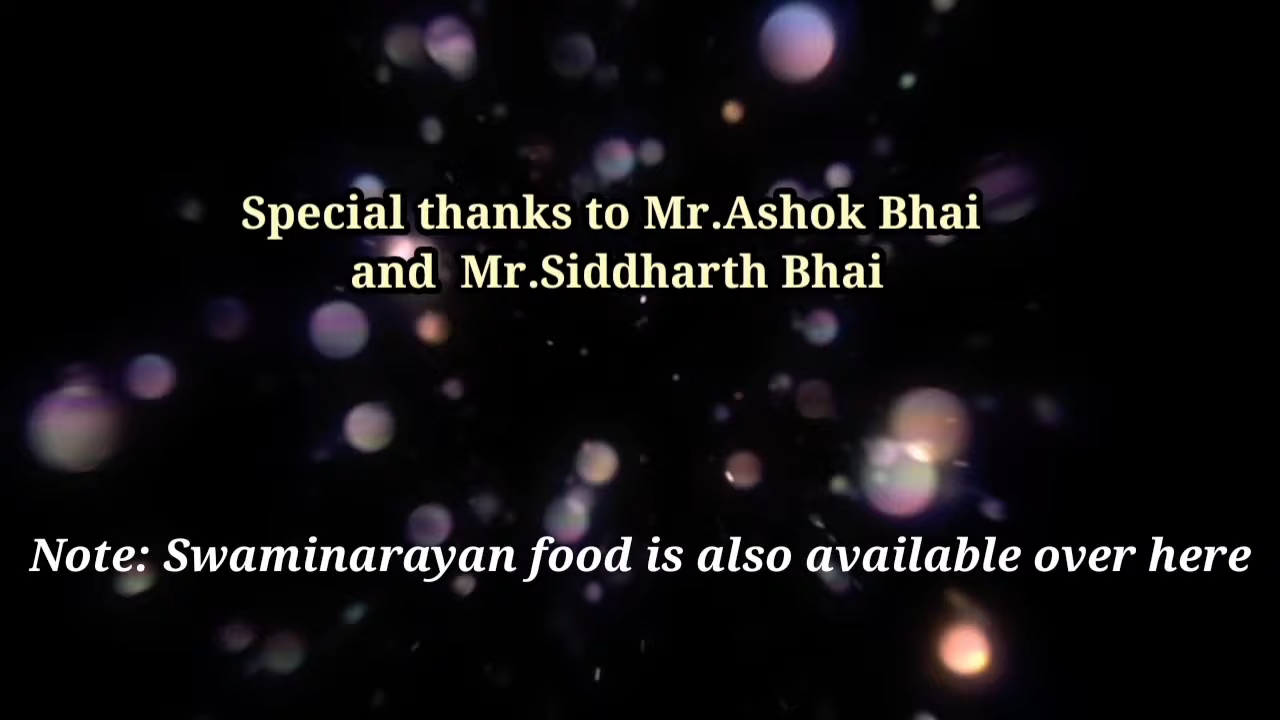 Special thanks to Mr.Ashok Bhai
and Mr.Siddharth Bhai
Note: Swaminarayan food is also available over here